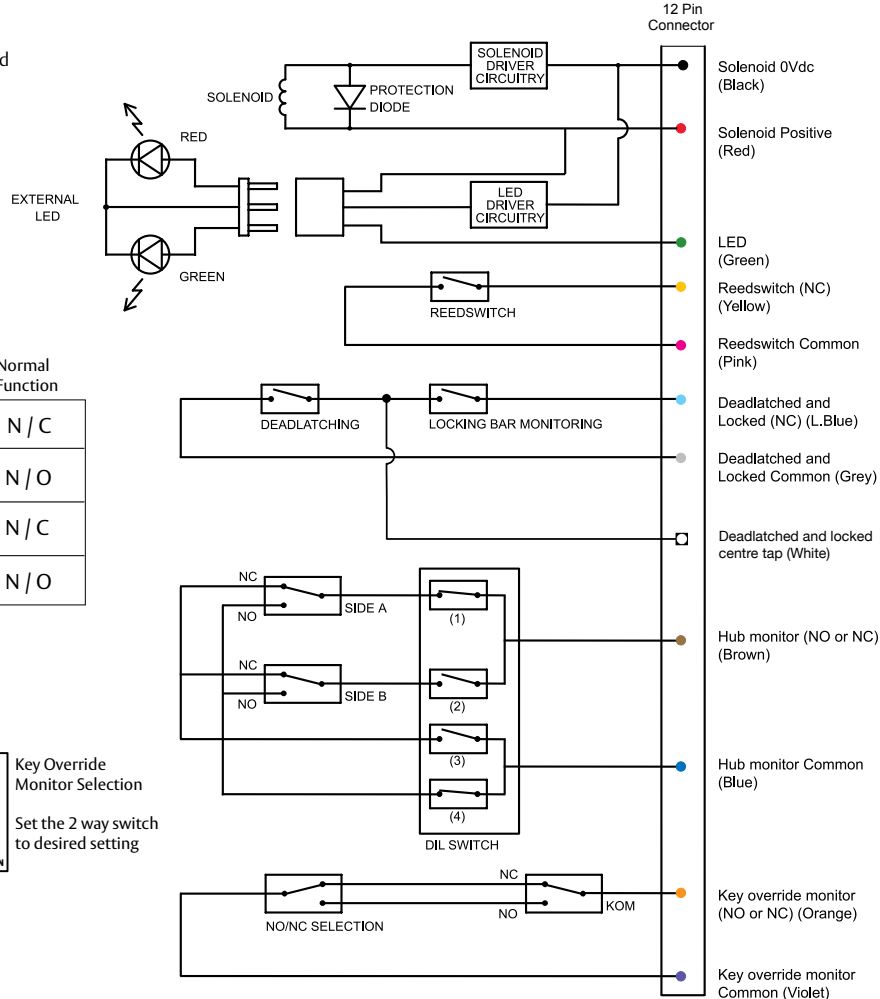 12 Pin
Connector
d
SOLENOID
DRIVER
CIRCUITRY
SOLENOID
PROTECTION
DIODE
Solenoid 0Vdc
(Black)
Solenoid Positive
(Red)
RED
EXTERNAL
LED
GREEN
LED
DRIVER
CIRCUITRY
LED
(Green)
REEDSWITCH
Reedswitch (NC)
(Yellow)
Reedswitch Common
(Pink)
Normal
Function
N / C
N / O
N / C
N / O
DEADLATCHING
LOCKING BAR MONITORING
Deadlatched and
Locked (NC) (L.Blue)
Deadlatched and
Locked Common (Grey)
Deadlatched and locked
centre tap (White)
NC
NO
SIDE A
(1)
NC
NO
SIDE B
(2)
(3)
(4)
DIL SWITCH
Hub monitor (NO or NC)
(Brown)
Hub monitor Common
(Blue)
Key Override
Monitor Selection
Set the 2 way switch
to desired setting
NC
NO
NO/NC SELECTION
KOM
Key override monitor
(NO or NC) (Orange)
Key override monitor
Common (Violet)